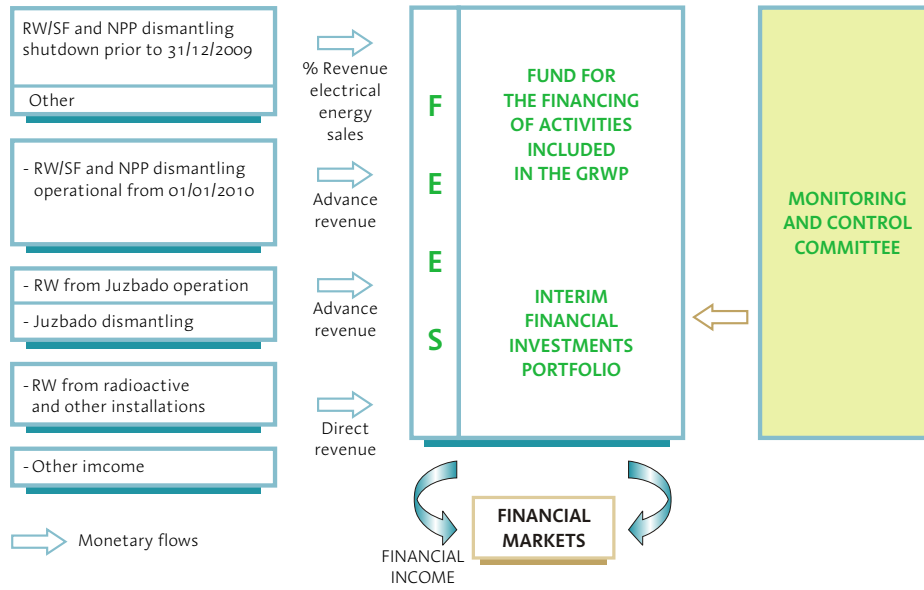 RW/SF and NPP dismantling
shutdown prior to 31/12/2009
Other
- RW/SF and NPP dismantling
operational from 01/01/2010
- RW from Juzbado operation
- Juzbado dismantling
- RW from radioactive
and other installations
- Other imcome
Monetary flows
% Revenue
electrical
energy
sales
Advance
revenue
Advance
revenue
Direct
revenue
F
E
E
S
FUND FOR
THE FINANCING
OF ACTIVITIES
INCLUDED
IN THE GRWP
INTERIM
FINANCIAL
INVESTMENTS
PORTFOLIO
MONITORING
AND CONTROL
COMMITTEE
FINANCIAL
MARKETS
FINANCIAL
INCOME